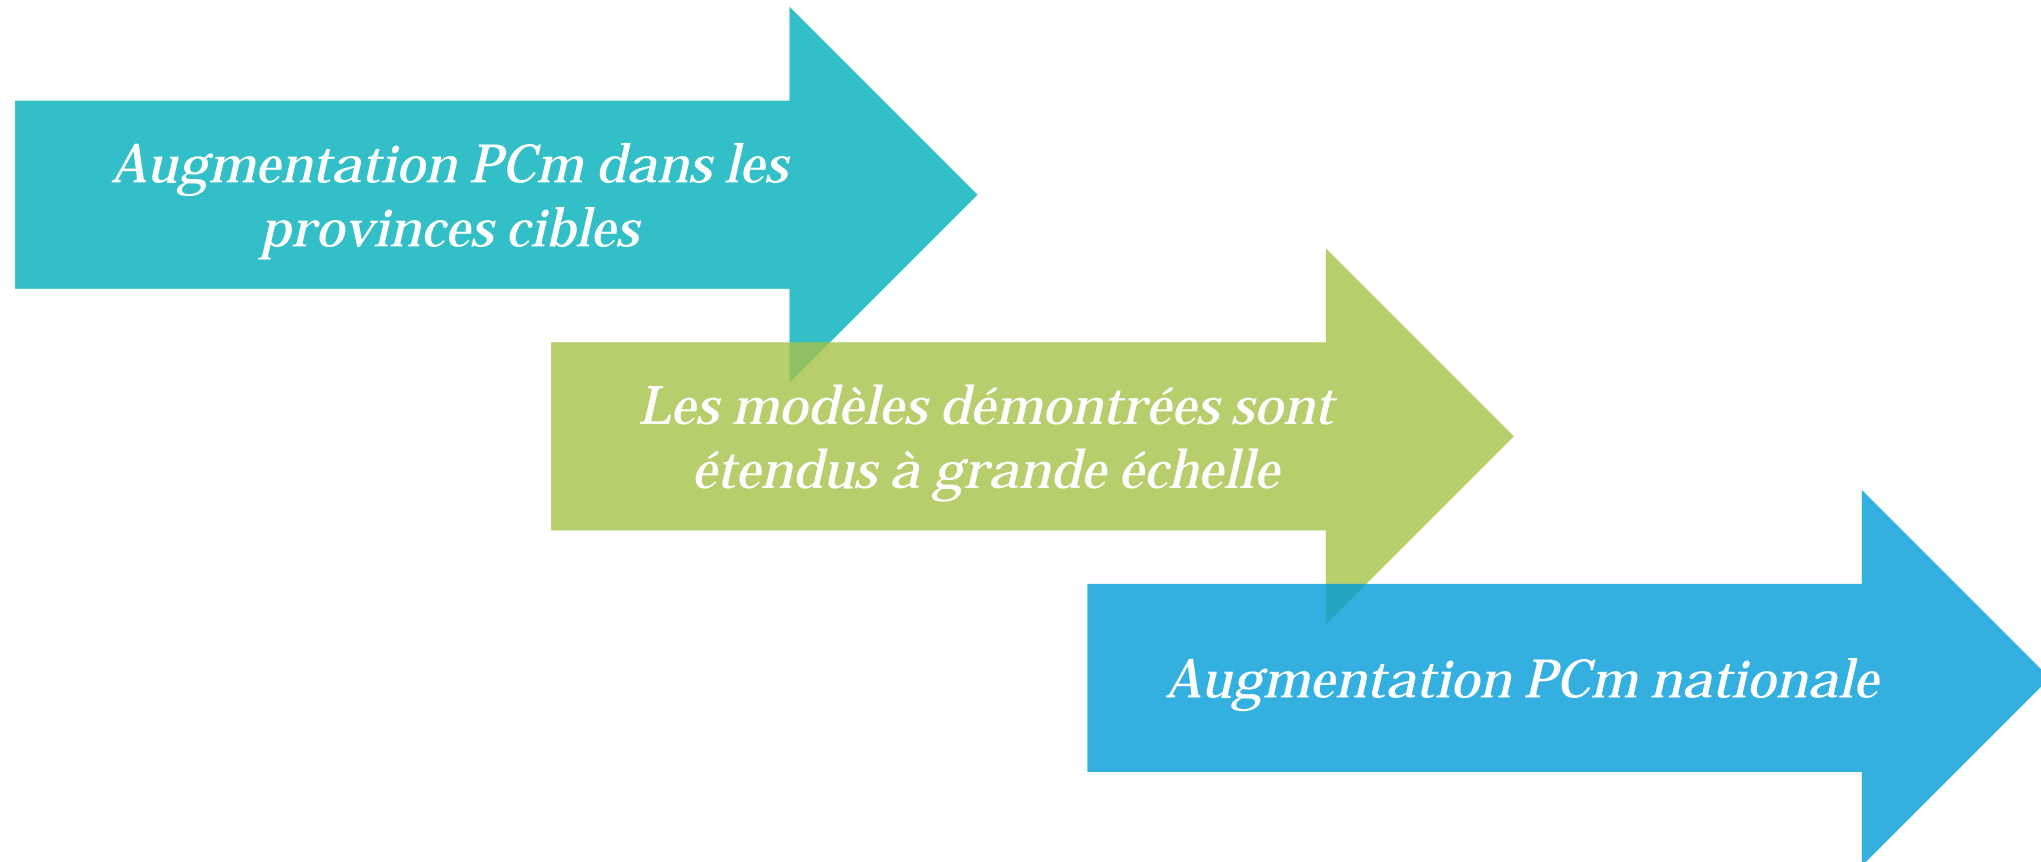 Augmentation PCm dans les
provinces cibles
Les modèles démontrées sont
étendus à grande échelle
Augmentation PCm nationale